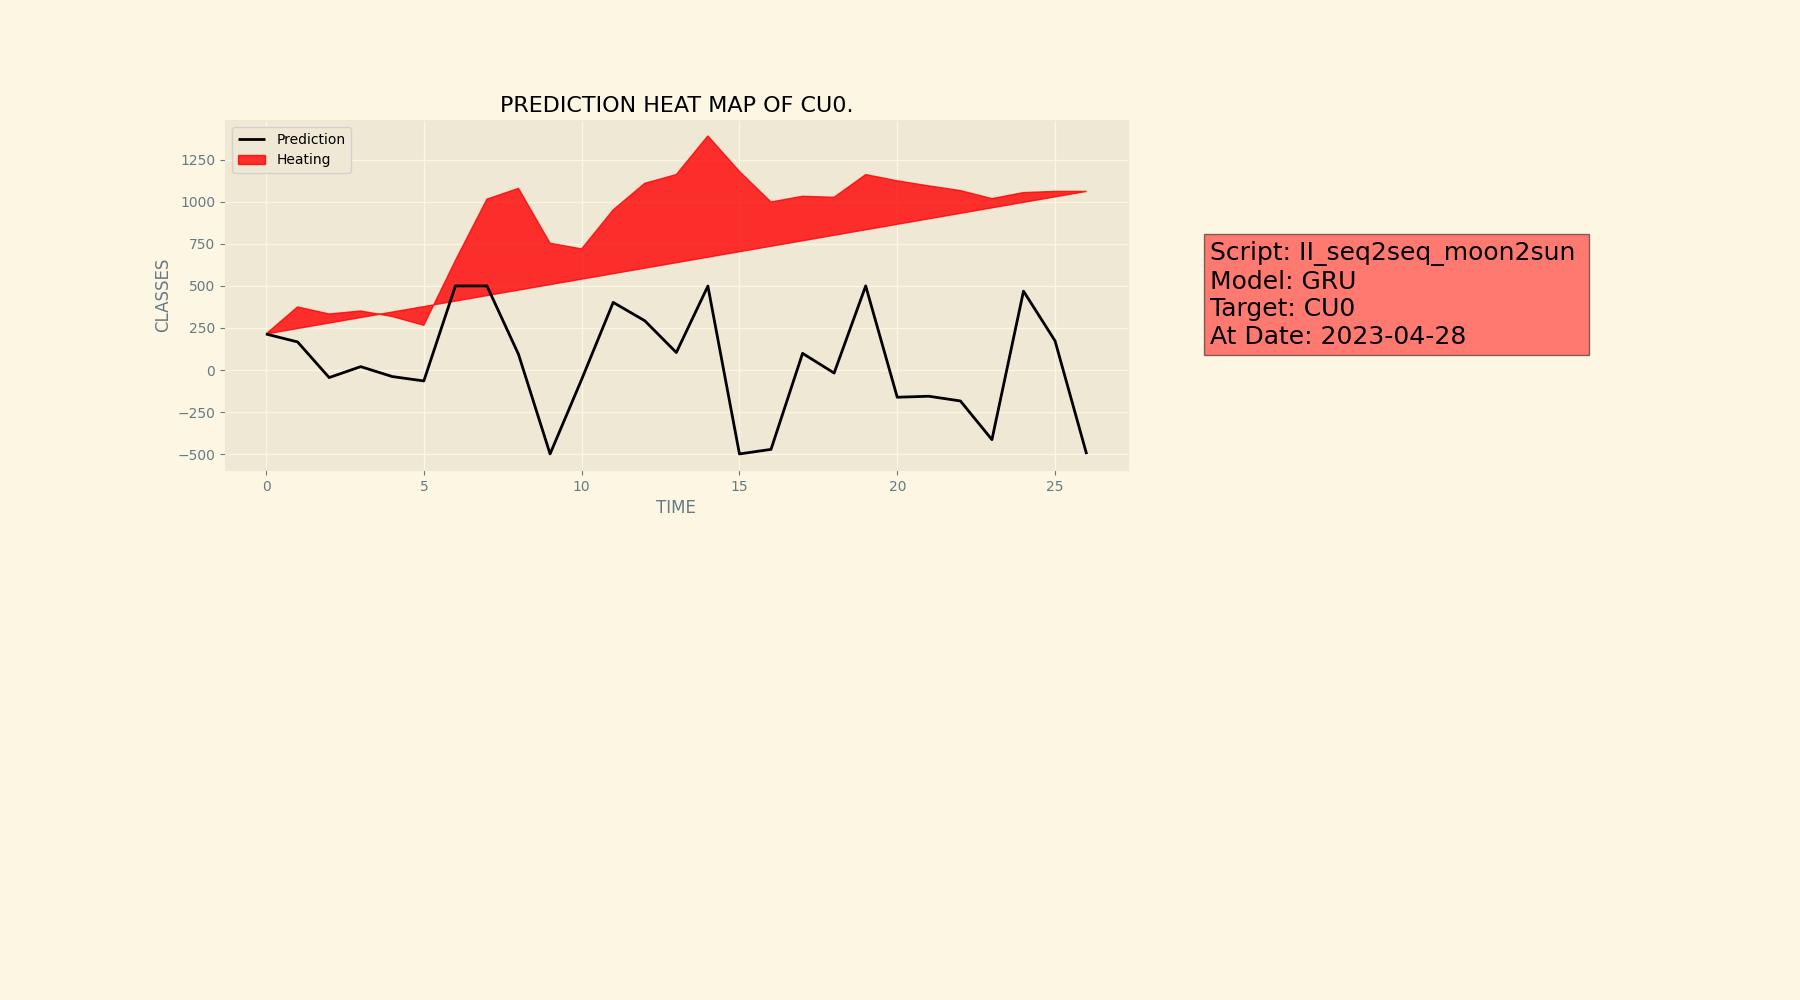 PREDICTION HEAT MAP OF CU0.
Prediction
Heating
1250
1000
750
500
250
0
−250
−500
CLASSES
0 5 10 15 20 25
TIME
Script: II_seq2seq_moon2sun
Model: GRU
Target: CU0
At Date: 2023-04-28